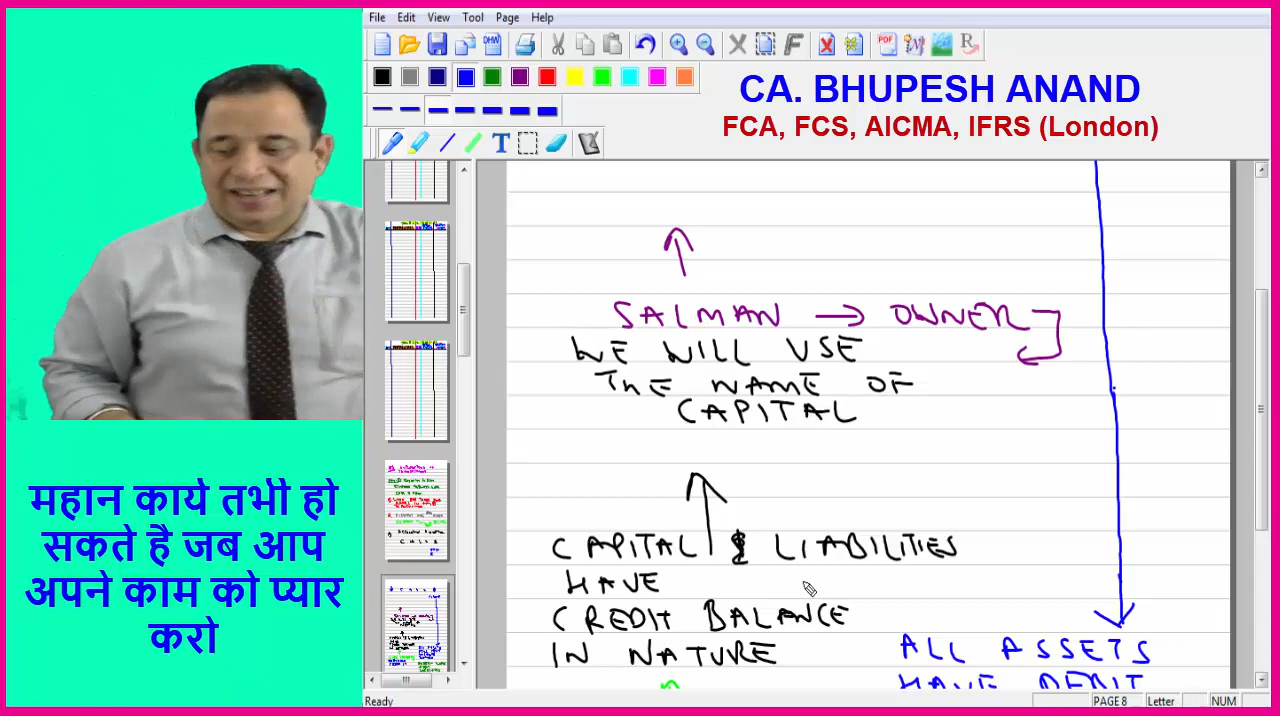 File Edit View Tool Page Help
CA. BHUPESH ANAND
FCA, FCS, AICMA, IFRS (London)
SALMAN → OWNER
WE WILL USE
THE NAME OF
CAPITAL
CAPITAL & LIABILITIES
HAVE
CREDIT BALANCE
IN NATURE
ALL ASSETS
HAVE DEBIT
महान कार्य तभी हो
सकते है जब आप
अपने काम को प्यार
करो
Ready PAGE 8 Letter NUM